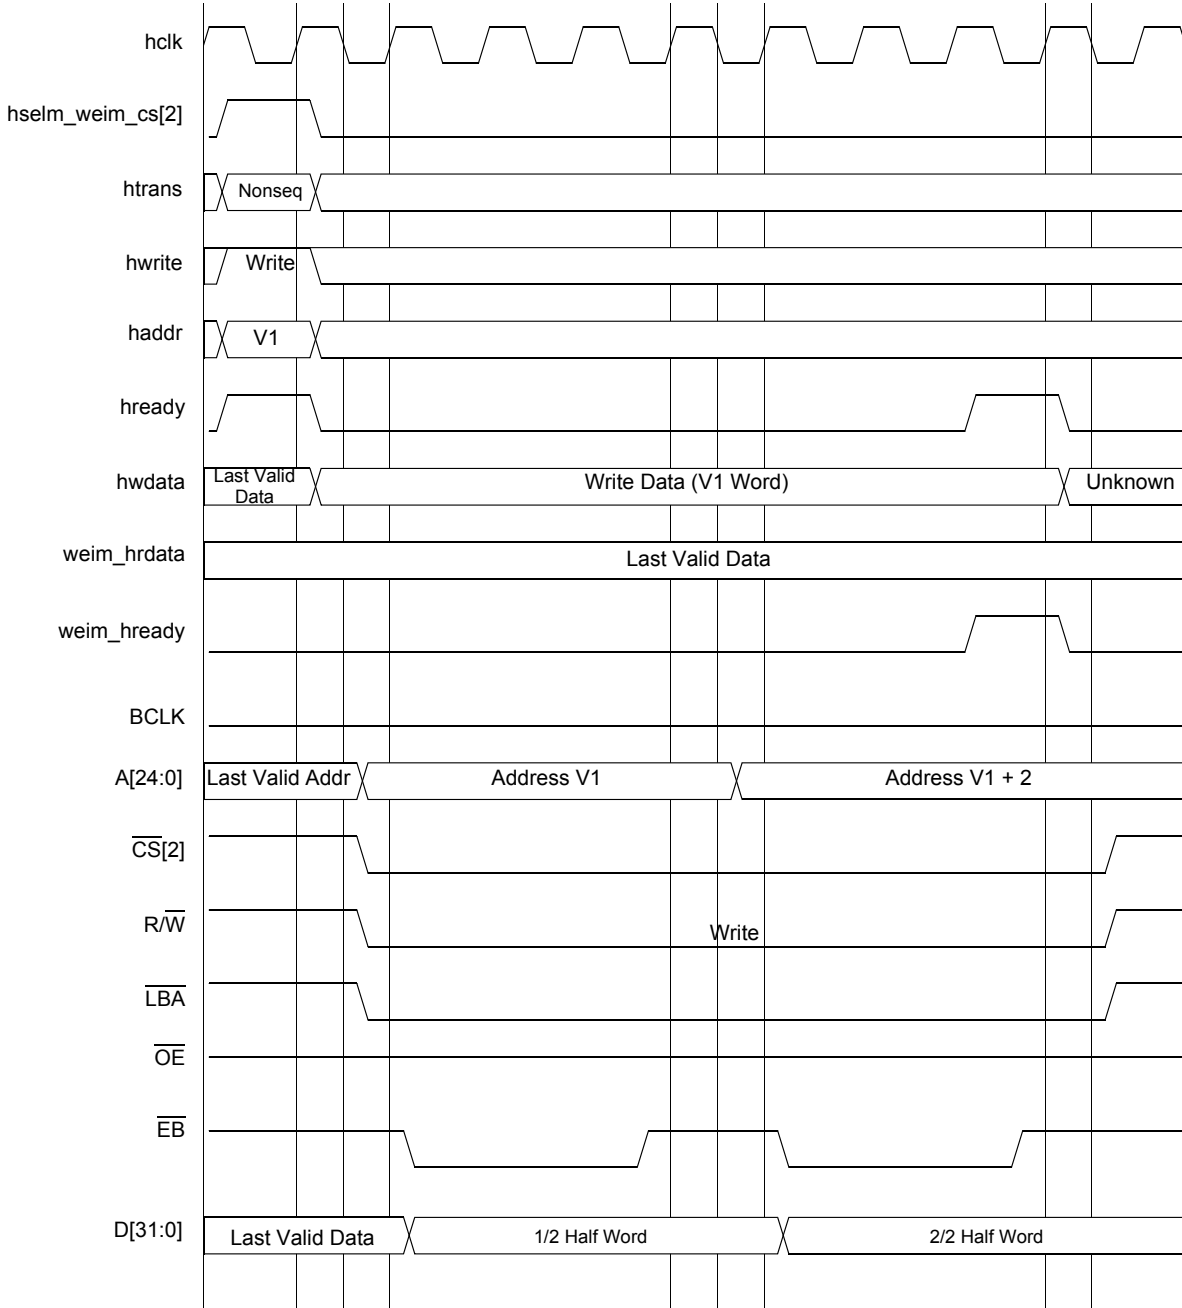 hclk
hselm_weim_cs[2]
htrans
Nonseq
hwrite
Write
haddr
V1
hready
hwdata
Last Valid
Data
Write Data (V1 Word)
Unknown
weim_hrdata
Last Valid Data
weim_hready
BCLK
A[24:0]
Last Valid Addr
Address V1
Address V1 + 2
CS[2]
R/W
Write
LBA
OE
EB
D[31:0]
Last Valid Data
1/2 Half Word
2/2 Half Word